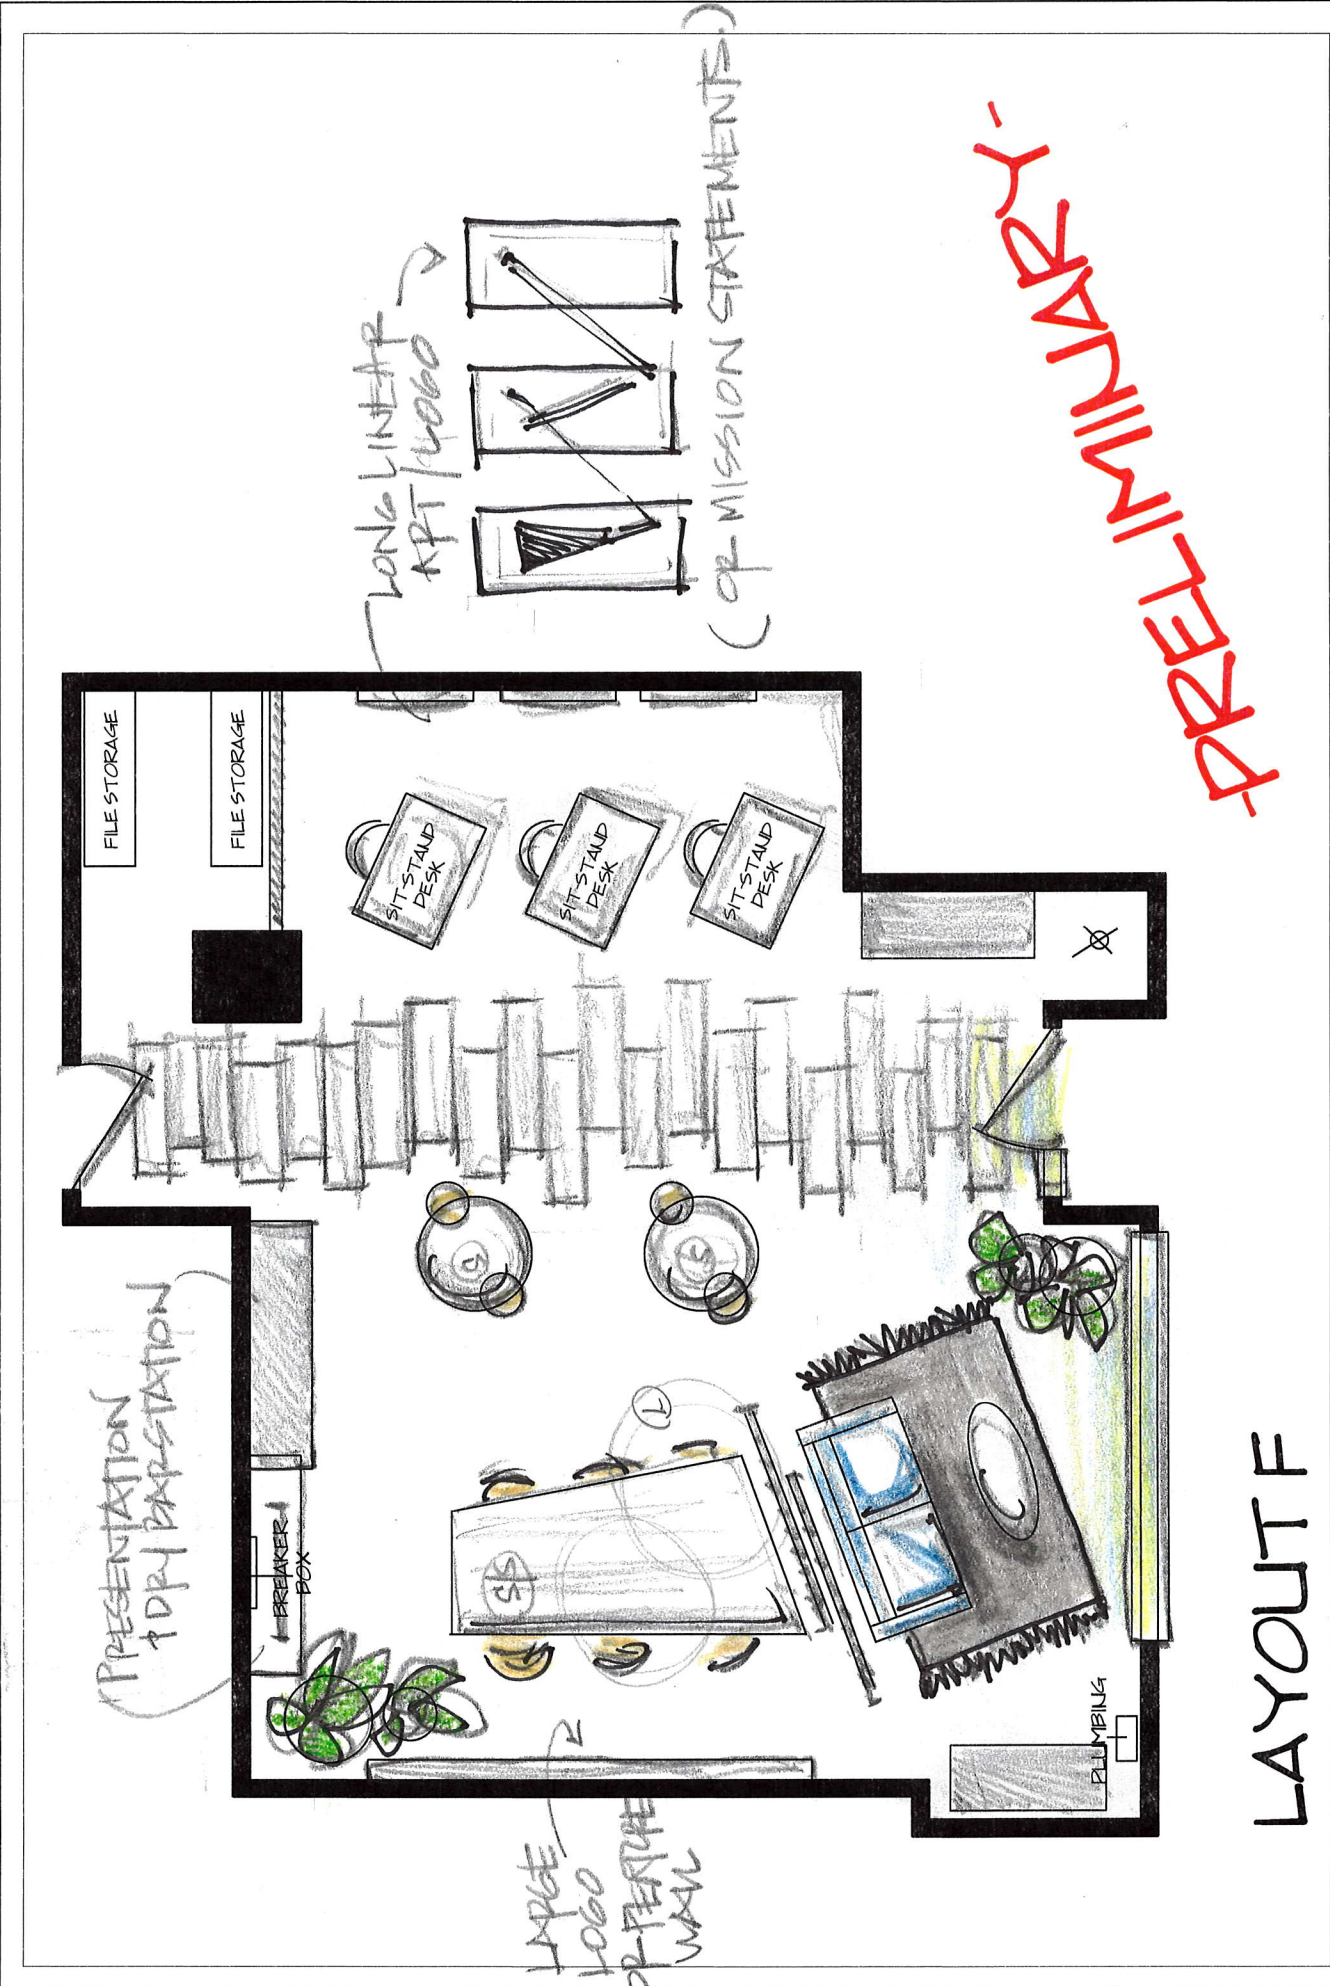 (PRESENTATION
+ DRY BAR STATION)
FILE STORAGE
FILE STORAGE
LONG LINEAR
ART/LOGO
(OR MISSION STATEMENTS.)
BREAKER
BOX
SIT-STAND
DESK
SIT-STAND
DESK
SIT-STAND
DESK
S
S
S/S
LARGE
LOGO
OR FEATURE
WALL
PLUMBING
LAYOUT F
-PRELIMINARY-